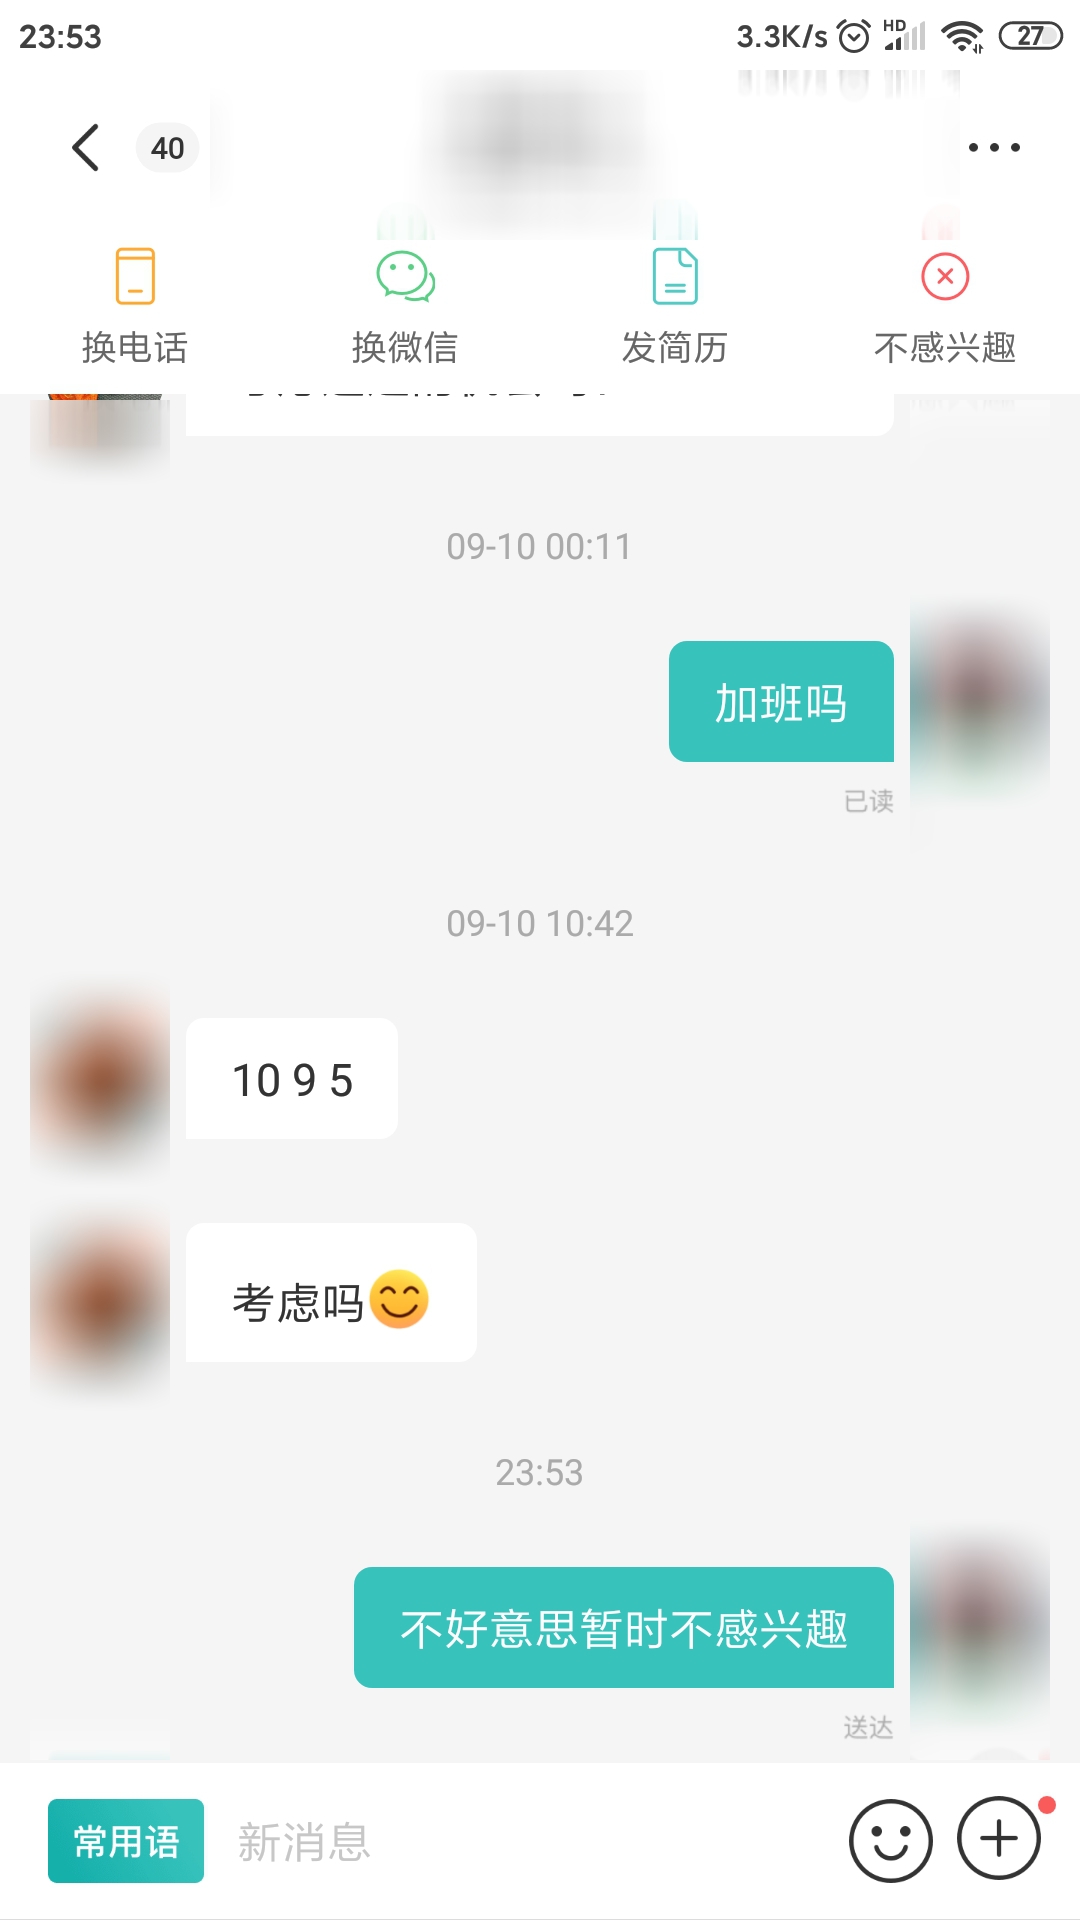 23:53 3.3K/s HD 27
40
换电话 换微信 发简历 不感兴趣
09-10 00:11
加班吗
已读
09-10 10:42
10 9 5
考虑吗😊
23:53
不好意思暂时不感兴趣
送达
常用语 新消息